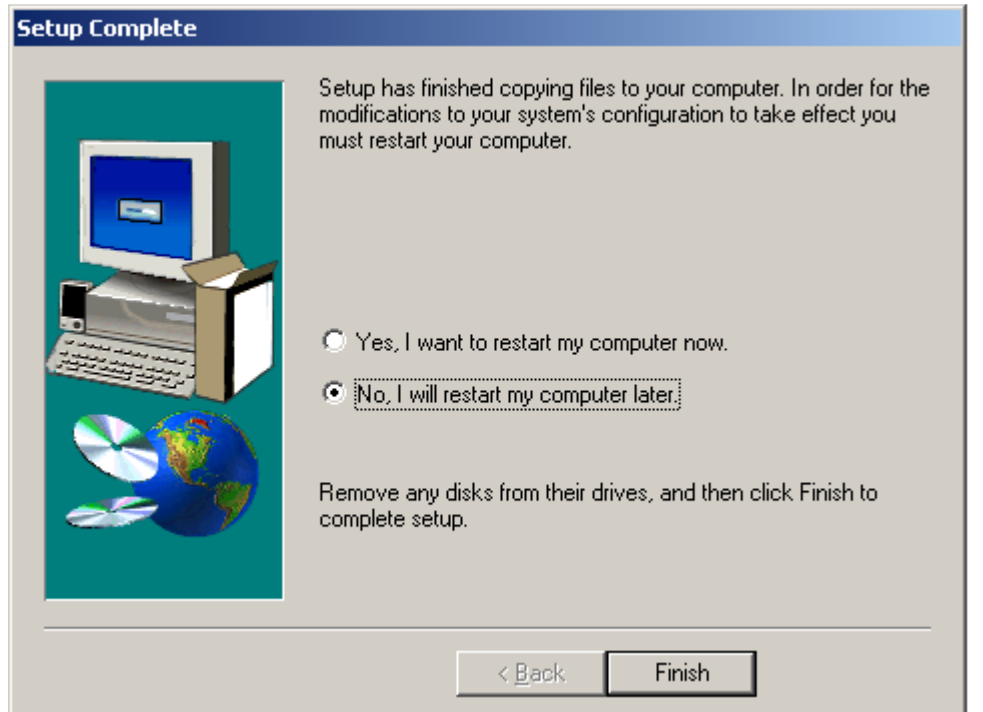 Setup Complete
Setup has finished copying files to your computer. In order for the
modifications to your system's configuration to take effect you
must restart your computer.
Yes, I want to restart my computer now.
No, I will restart my computer later.
Remove any disks from their drives, and then click Finish to
complete setup.
< Back
Finish